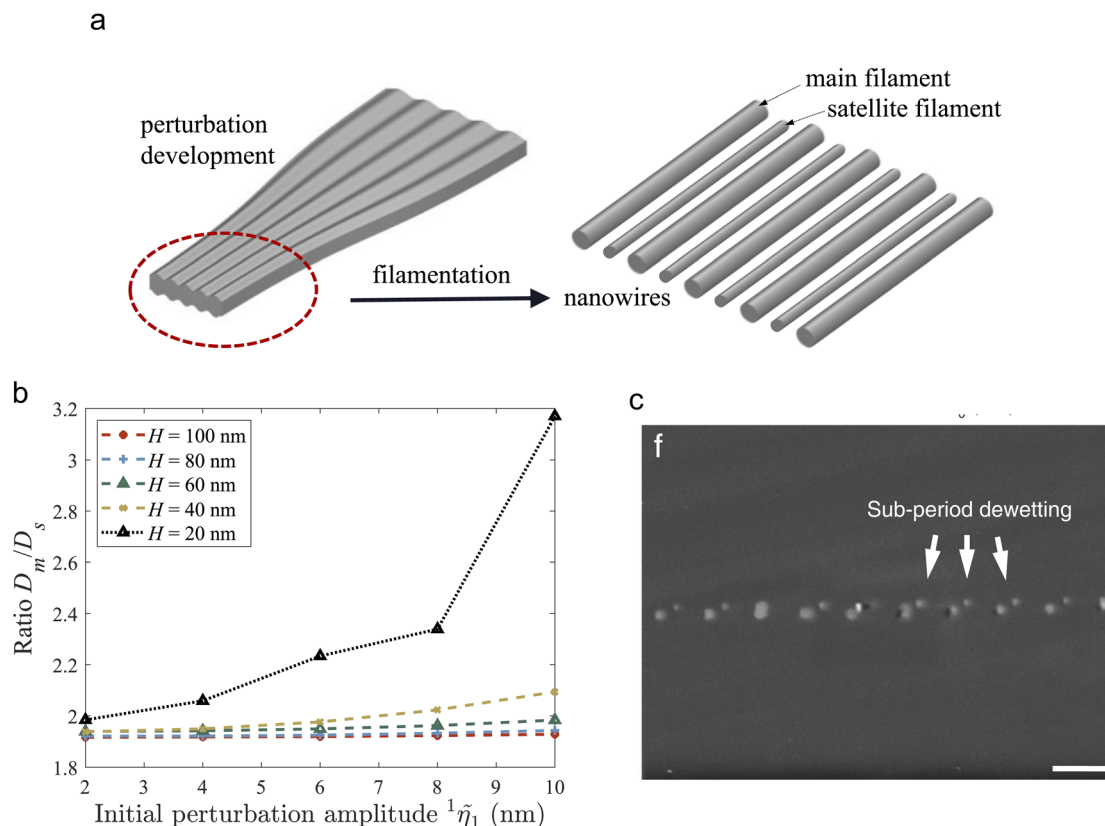 a
perturbation
development
main filament
satellite filament
filamentation
nanowires
b
Ratio D_m/D_s
3.2
3
2.8
2.6
2.4
2.2
2
1.8
H = 100 nm
H = 80 nm
H = 60 nm
H = 40 nm
H = 20 nm
2 3 4 5 6 7 8 9 10
Initial perturbation amplitude ¹η̃₁ (nm)
c
f
Sub-period dewetting